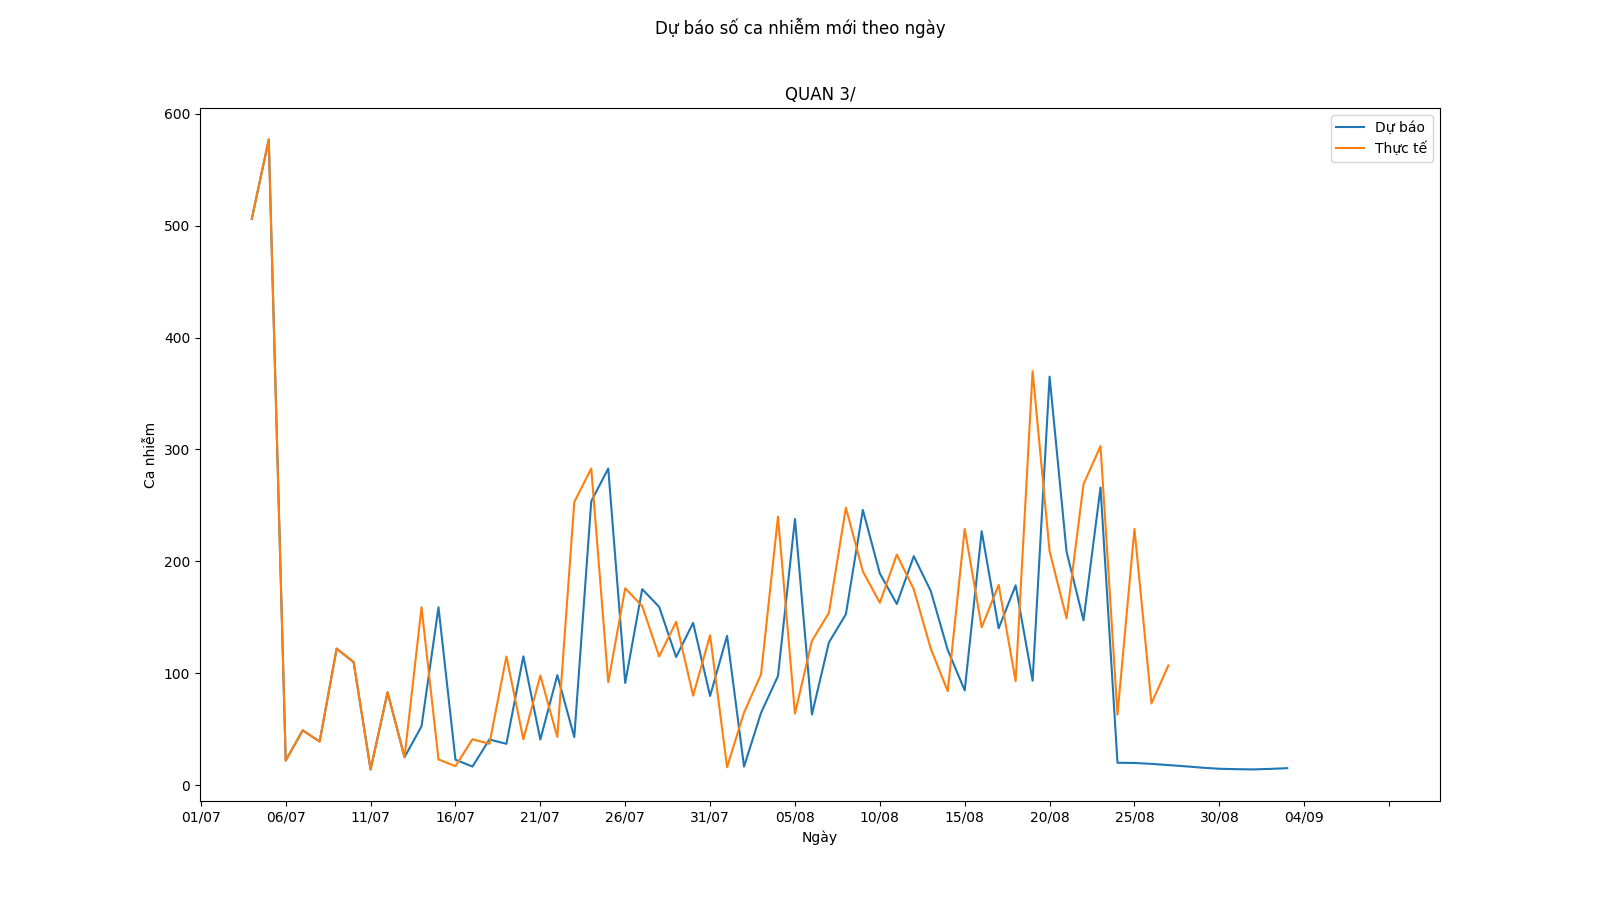 Dự báo số ca nhiễm mới theo ngày
QUAN 3/
Dự báo
Thực tế
600
500
400
300
200
100
0
Ca nhiễm
01/07 06/07 11/07 16/07 21/07 26/07 31/07 05/08 10/08 15/08 20/08 25/08 30/08 04/09
Ngày